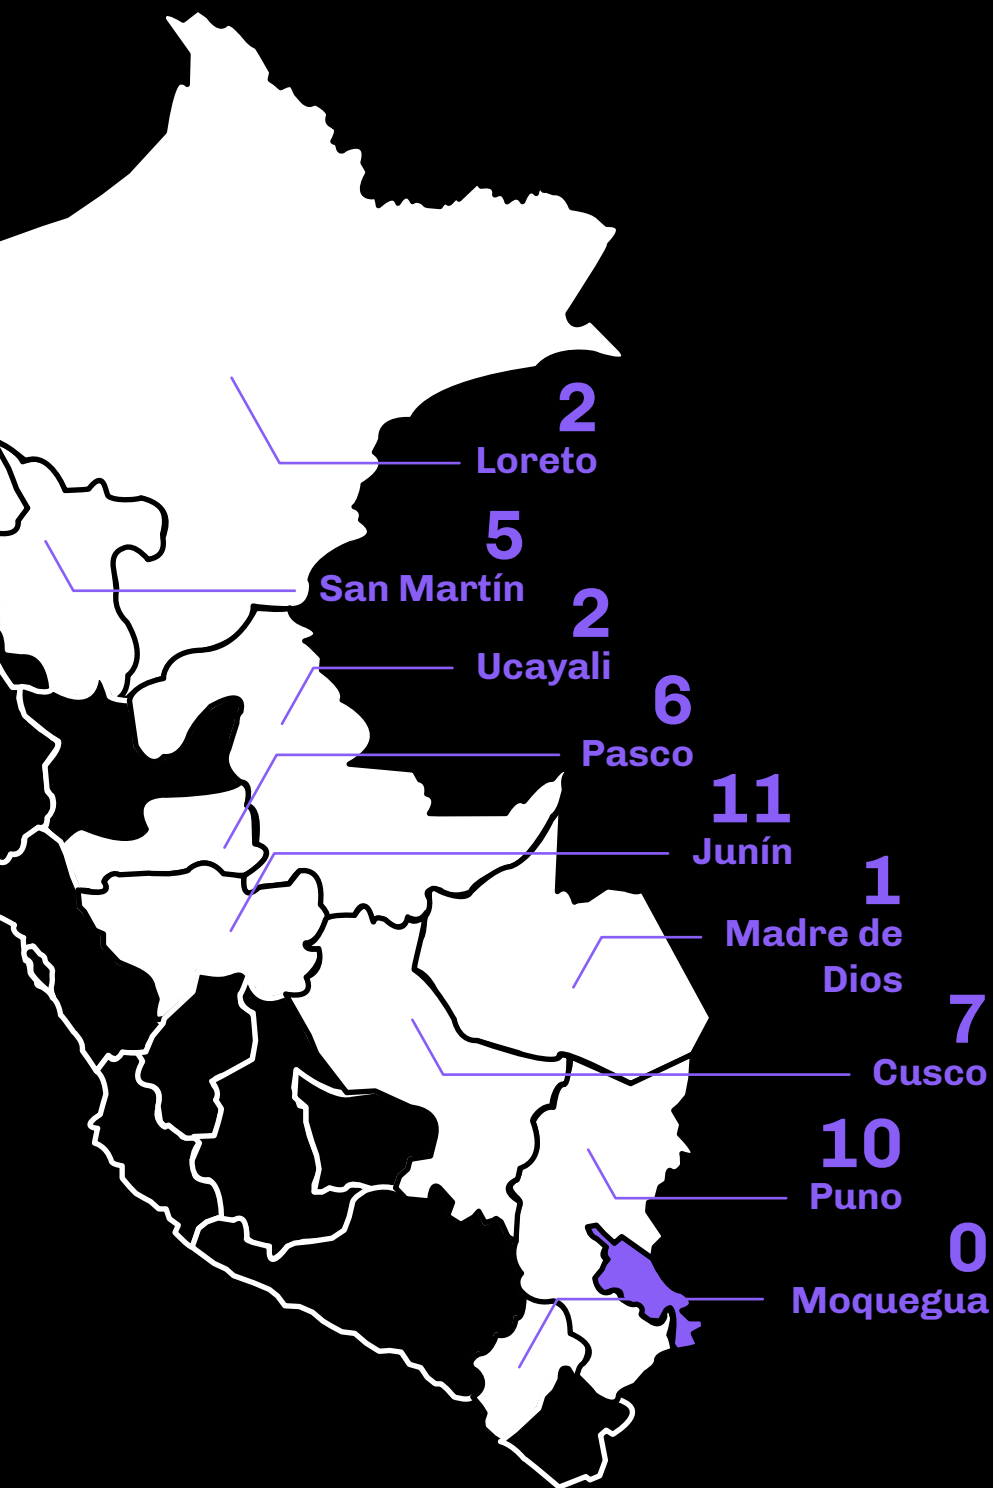 2
Loreto
5
San Martín
2
Ucayali
6
Pasco
11
Junín
1
Madre de
Dios
7
Cusco
10
Puno
0
Moquegua